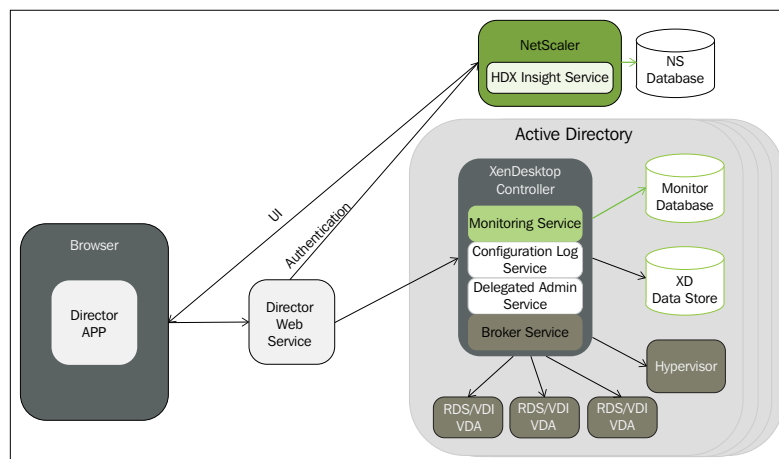 NetScaler
HDX Insight Service
NS
Database
Active Directory
XenDesktop
Controller
Monitoring Service
Configuration Log
Service
Delegated Admin
Service
Broker Service
Monitor
Database
XD
Data Store
Hypervisor
RDS/VDI
VDA
RDS/VDI
VDA
RDS/VDI
VDA
UI
Authentication
Browser
Director
APP
Director
Web
Service